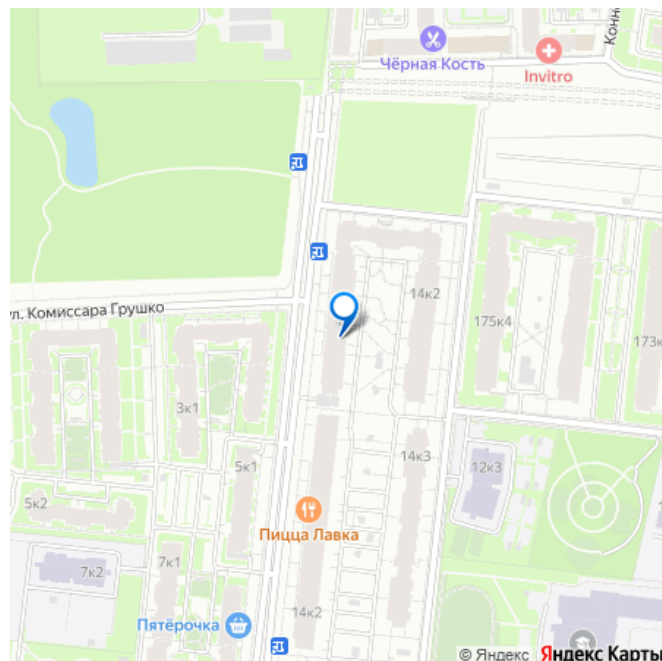 Чёрная Кость
Invitro
Конн
ул. Комиссара Грушко
14к2
175к4
173к
3к1
5к1
14к3
12к3
5к2
Пицца Лавка
7к1
7к2
14к2
Пятёрочка
© Яндекс Яндекс Карты